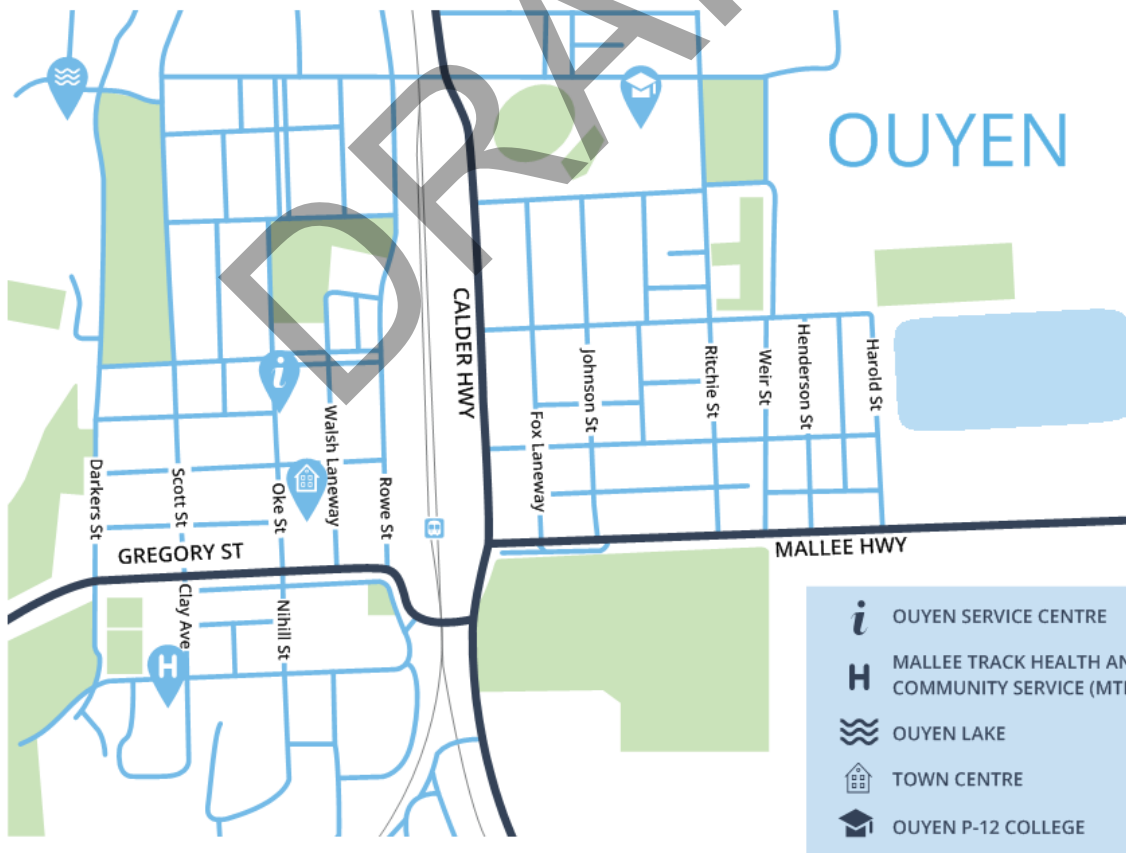 DRA
OUYEN
CALDER HWY
Johnson St
Ritchie St
Weir St
Henderson St
Harold St
i
Fox Laneway
Walsh Laneway
Darkers St
Scott St
Oke St
Rowe St
GREGORY ST
MALLEE HWY
Clay Ave
Nihill St
H
i OUYEN SERVICE CENTRE
H MALLEE TRACK HEALTH AN
COMMUNITY SERVICE (MT
OUYEN LAKE
TOWN CENTRE
OUYEN P-12 COLLEGE